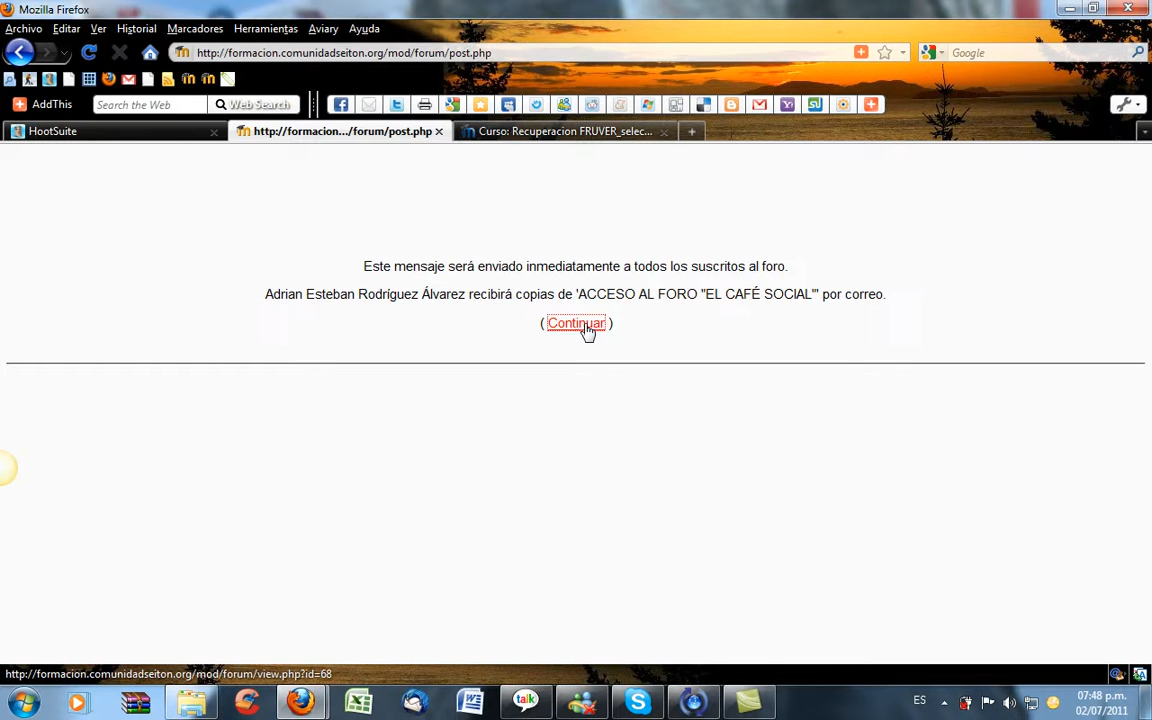 Mozilla Firefox
Archivo Editar Ver Historial Marcadores Herramientas Aviary Ayuda
http://formacion.comunidadseiton.org/mod/forum/post.php
Google
AddThis Search the Web Web Search
HootSuite http://formacion.../forum/post.php Curso: Recuperacion FRUVER_selec...
Este mensaje será enviado inmediatamente a todos los suscritos al foro.
Adrian Esteban Rodríguez Álvarez recibirá copias de 'ACCESO AL FORO "EL CAFÉ SOCIAL"' por correo.
( Continuar )
http://formacion.comunidadseiton.org/mod/forum/view.php?id=68
talk
ES
07:48 p.m.
02/07/2011